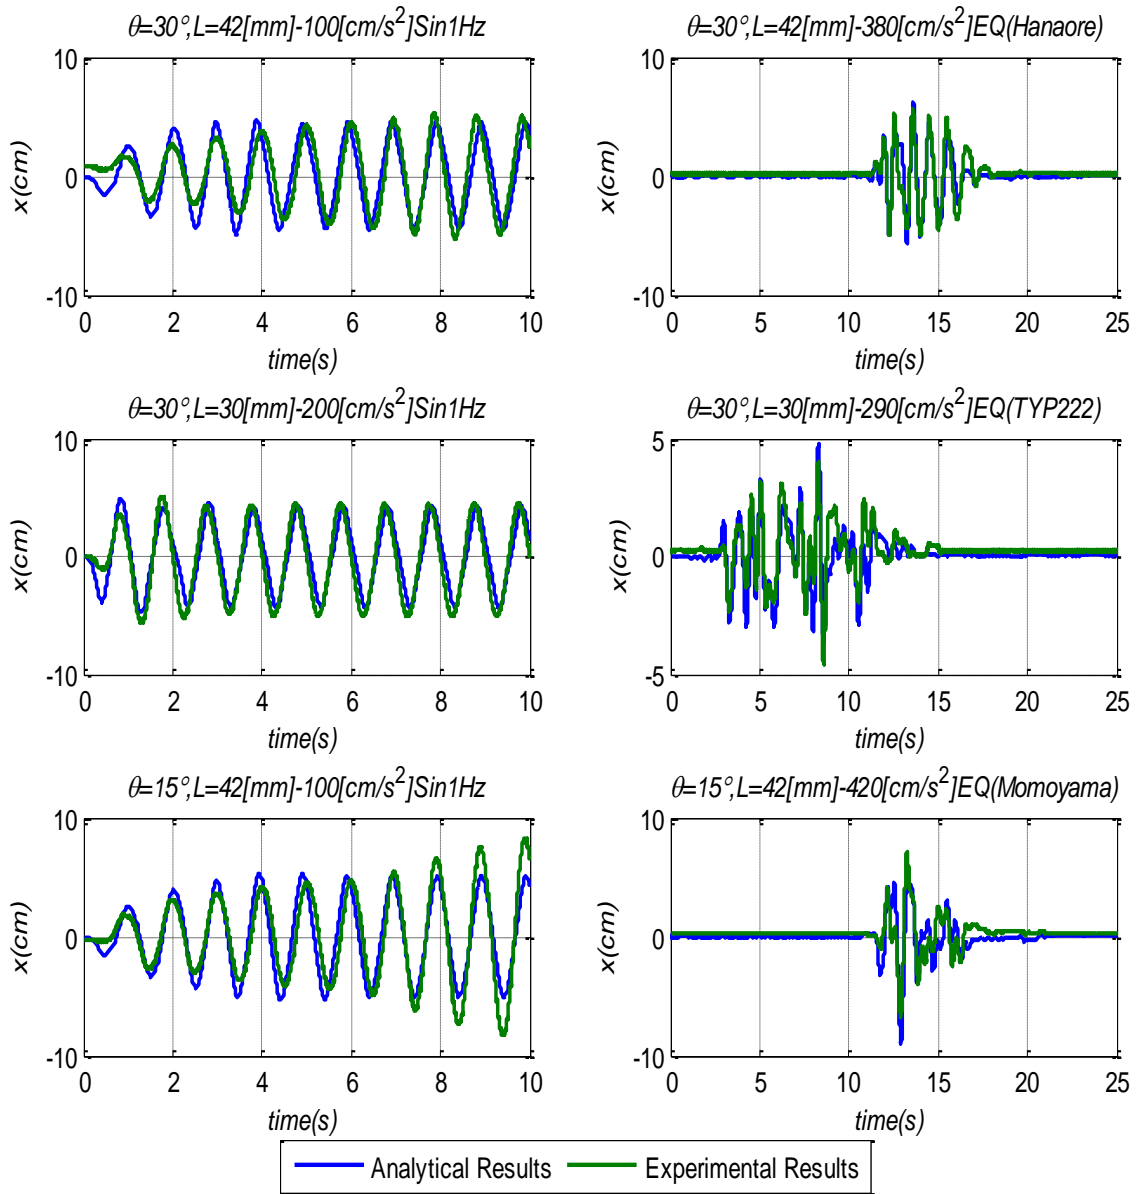 θ=30°,L=42[mm]-100[cm/s²]Sin1Hz
10
0
-10
x(cm)
0 2 4 6 8 10
time(s)
θ=30°,L=42[mm]-380[cm/s²]EQ(Hanaore)
10
0
-10
x(cm)
0 5 10 15 20 25
time(s)
θ=30°,L=30[mm]-200[cm/s²]Sin1Hz
10
0
-10
x(cm)
0 2 4 6 8 10
time(s)
θ=30°,L=30[mm]-290[cm/s²]EQ(TYP222)
5
0
-5
x(cm)
0 5 10 15 20 25
time(s)
θ=15°,L=42[mm]-100[cm/s²]Sin1Hz
10
0
-10
x(cm)
0 2 4 6 8 10
time(s)
θ=15°,L=42[mm]-420[cm/s²]EQ(Momoyama)
10
0
-10
x(cm)
0 5 10 15 20 25
time(s)
Analytical Results Experimental Results